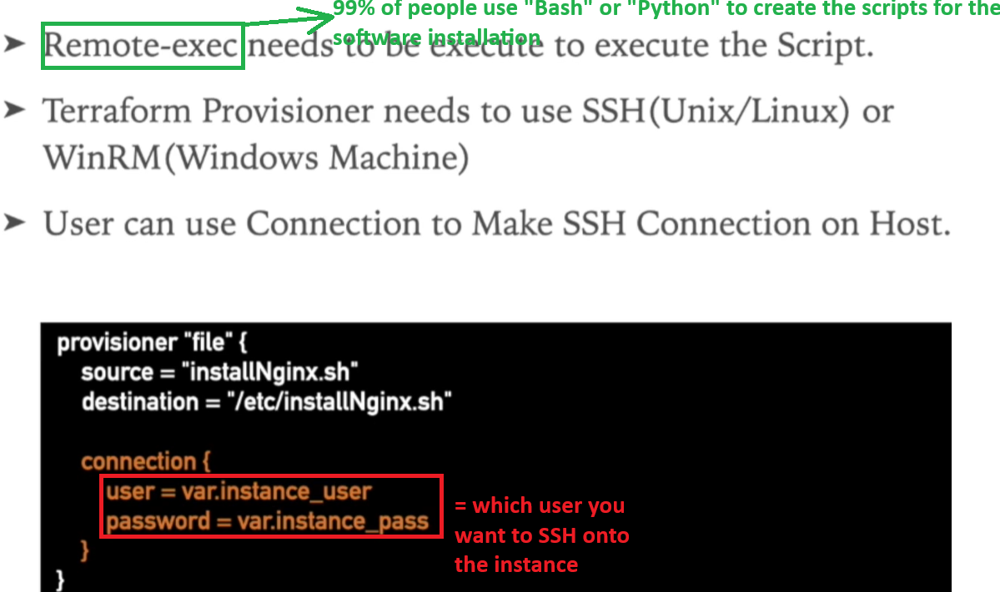 99% of people use "Bash" or "Python" to create the scripts for the
software installation
➤ Remote-exec needs to be execute to execute the Script.
➤ Terraform Provisioner needs to use SSH(Unix/Linux) or
WinRM(Windows Machine)
➤ User can use Connection to Make SSH Connection on Host.
provisioner "file" {
source = "installNginx.sh"
destination = "/etc/installNginx.sh"
connection {
user = var.instance_user
password = var.instance_pass
}
}
= which user you
want to SSH onto
the instance